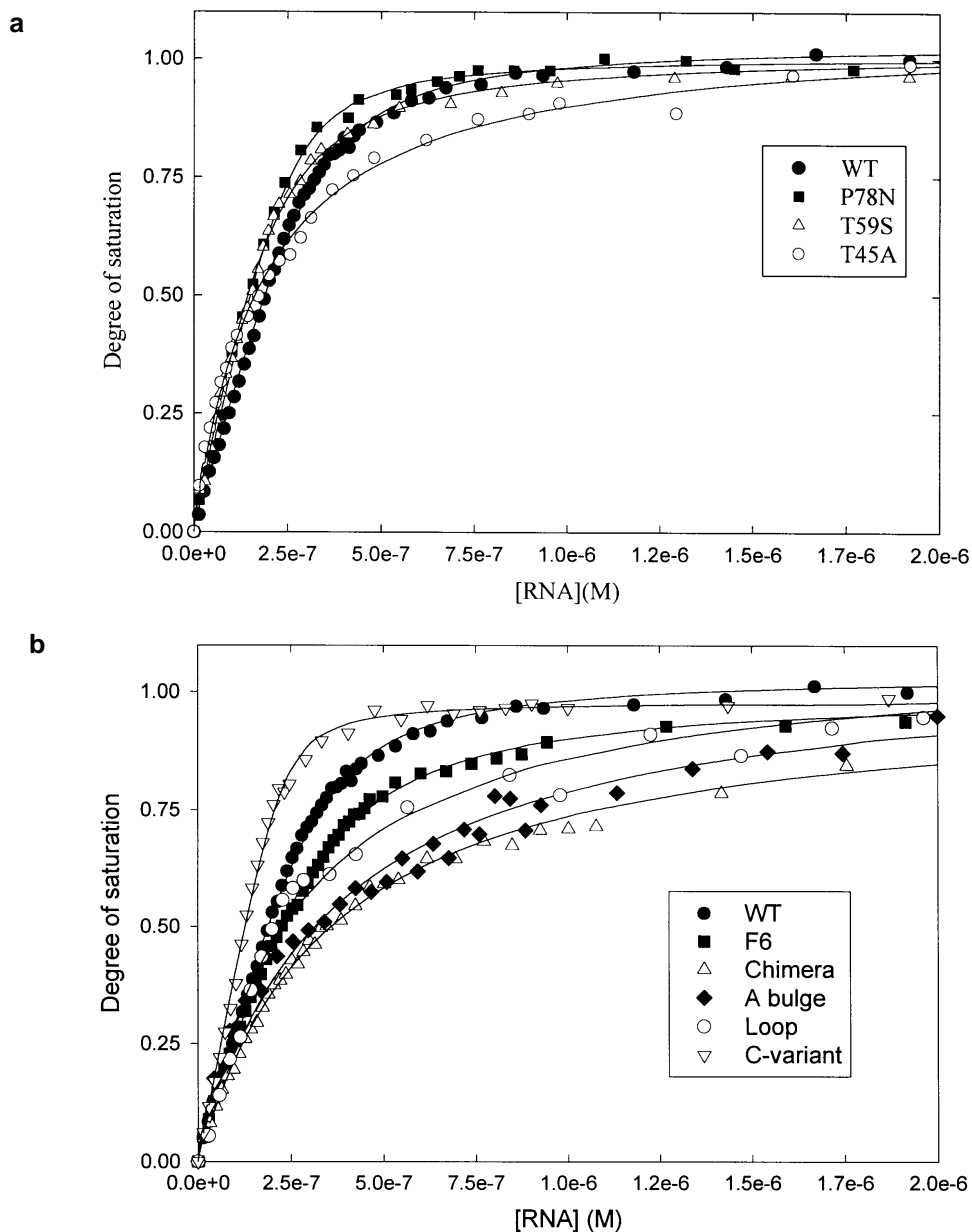 a
1.00
0.75
0.50
0.25
0.00
Degree of saturation
WT
P78N
T59S
T45A
0.0e+0 2.5e-7 5.0e-7 7.5e-7 1.0e-6 1.2e-6 1.5e-6 1.7e-6 2.0e-6
[RNA](M)
b
1.00
0.75
0.50
0.25
0.00
Degree of saturation
WT
F6
Chimera
A bulge
Loop
C-variant
0.0e+0 2.5e-7 5.0e-7 7.5e-7 1.0e-6 1.2e-6 1.5e-6 1.7e-6 2.0e-6
[RNA] (M)